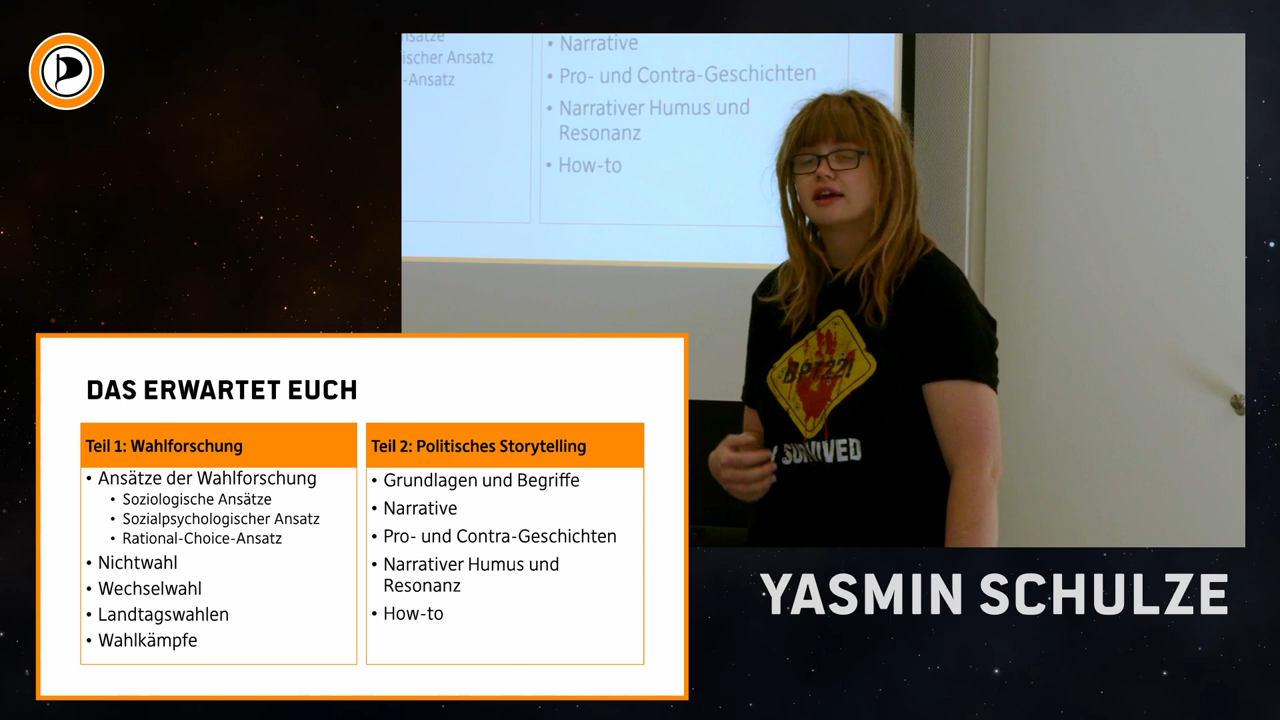 nsätze
ischer Ansatz
-Ansatz
• Narrative
• Pro- und Contra-Geschichten
• Narrativer Humus und
Resonanz
• How-to
BPT221
I SURVIVED
DAS ERWARTET EUCH
Teil 1: Wahlforschung
• Ansätze der Wahlforschung
• Soziologische Ansätze
• Sozialpsychologischer Ansatz
• Rational-Choice-Ansatz
• Nichtwahl
• Wechselwahl
• Landtagswahlen
• Wahlkämpfe
Teil 2: Politisches Storytelling
• Grundlagen und Begriffe
• Narrative
• Pro- und Contra-Geschichten
• Narrativer Humus und
Resonanz
• How-to
YASMIN SCHULZE